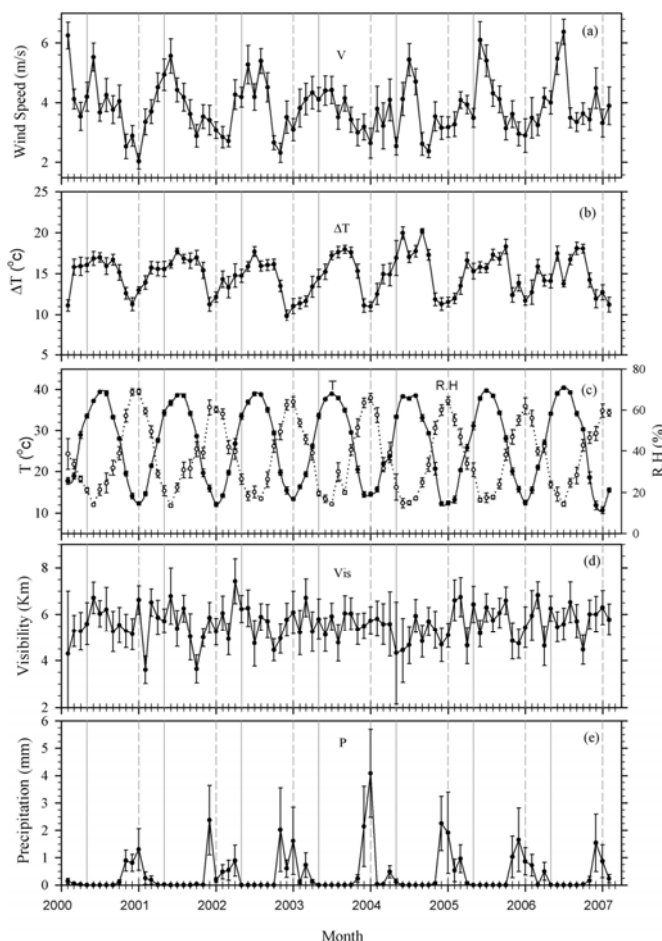 (a)
V
Wind Speed (m/s)
6
4
2
25
(b)
ΔT
ΔT (°c)
20
15
10
5
80
(c)
T
R.H
T (°c)
R H (%)
40
30
20
10
60
40
20
0
8
(d)
Vis
Visibility (Km)
6
4
2
6
(e)
P
Precipitation (mm)
5
4
3
2
1
0
2000 2001 2002 2003 2004 2005 2006 2007
Month